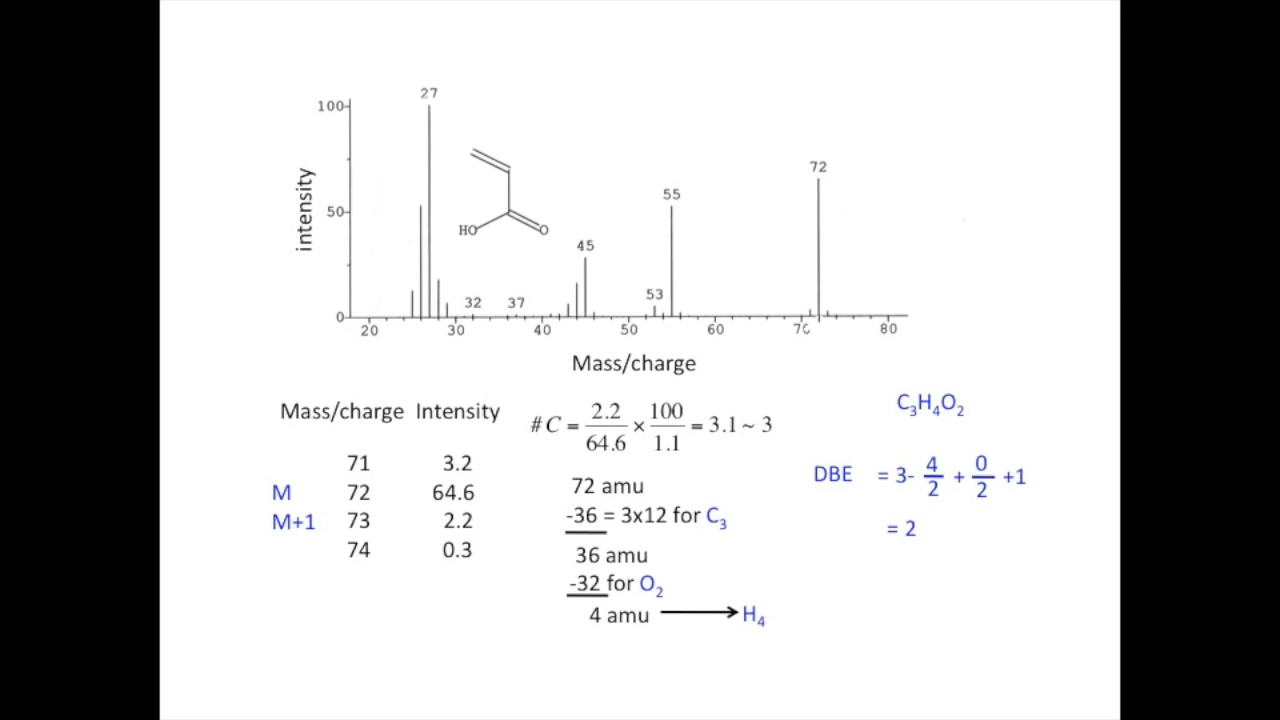 27
100
72
intensity
55
50
HO
O
45
53
32 37
0
20 30 40 50 60 70 80
Mass/charge
C₃H₄O₂
Mass/charge Intensity
# C = 2.2/64.6 × 100/1.1 = 3.1 ~ 3
71 3.2
M 72 64.6
M+1 73 2.2
74 0.3
72 amu
-36 = 3x12 for C₃
36 amu
-32 for O₂
4 amu → H₄
DBE = 3- 4/2 + 0/2 +1
= 2